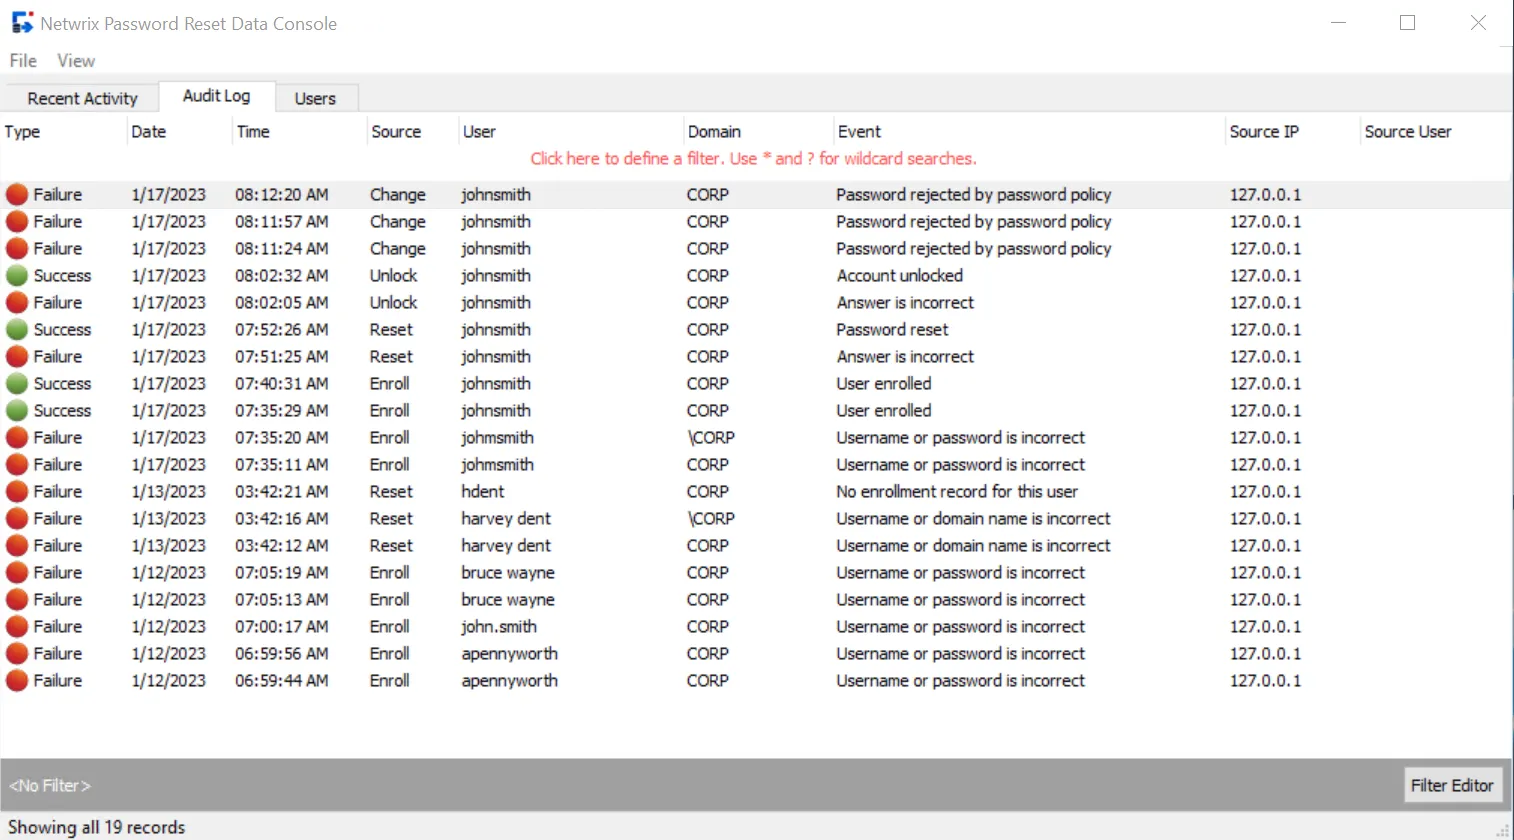 Netwrix Password Reset Data Console
File View
Recent Activity Audit Log Users
Type Date Time Source User Domain Event Source IP Source User
Click here to define a filter. Use * and ? for wildcard searches.
Failure 1/17/2023 08:12:20 AM Change johnsmith CORP Password rejected by password policy 127.0.0.1
Failure 1/17/2023 08:11:57 AM Change johnsmith CORP Password rejected by password policy 127.0.0.1
Failure 1/17/2023 08:11:24 AM Change johnsmith CORP Password rejected by password policy 127.0.0.1
Success 1/17/2023 08:02:32 AM Unlock johnsmith CORP Account unlocked 127.0.0.1
Failure 1/17/2023 08:02:05 AM Unlock johnsmith CORP Answer is incorrect 127.0.0.1
Success 1/17/2023 07:52:26 AM Reset johnsmith CORP Password reset 127.0.0.1
Failure 1/17/2023 07:51:25 AM Reset johnsmith CORP Answer is incorrect 127.0.0.1
Success 1/17/2023 07:40:31 AM Enroll johnsmith CORP User enrolled 127.0.0.1
Success 1/17/2023 07:35:29 AM Enroll johnsmith CORP User enrolled 127.0.0.1
Failure 1/17/2023 07:35:20 AM Enroll johmsmith \CORP Username or password is incorrect 127.0.0.1
Failure 1/17/2023 07:35:11 AM Enroll johmsmith CORP Username or password is incorrect 127.0.0.1
Failure 1/13/2023 03:42:21 AM Reset hdent CORP No enrollment record for this user 127.0.0.1
Failure 1/13/2023 03:42:16 AM Reset harvey dent \CORP Username or domain name is incorrect 127.0.0.1
Failure 1/13/2023 03:42:12 AM Reset harvey dent CORP Username or domain name is incorrect 127.0.0.1
Failure 1/12/2023 07:05:19 AM Enroll bruce wayne CORP Username or password is incorrect 127.0.0.1
Failure 1/12/2023 07:05:13 AM Enroll bruce wayne CORP Username or password is incorrect 127.0.0.1
Failure 1/12/2023 07:00:17 AM Enroll john.smith CORP Username or password is incorrect 127.0.0.1
Failure 1/12/2023 06:59:56 AM Enroll apennyworth CORP Username or password is incorrect 127.0.0.1
Failure 1/12/2023 06:59:44 AM Enroll apennyworth CORP Username or password is incorrect 127.0.0.1
<No Filter> Filter Editor
Showing all 19 records